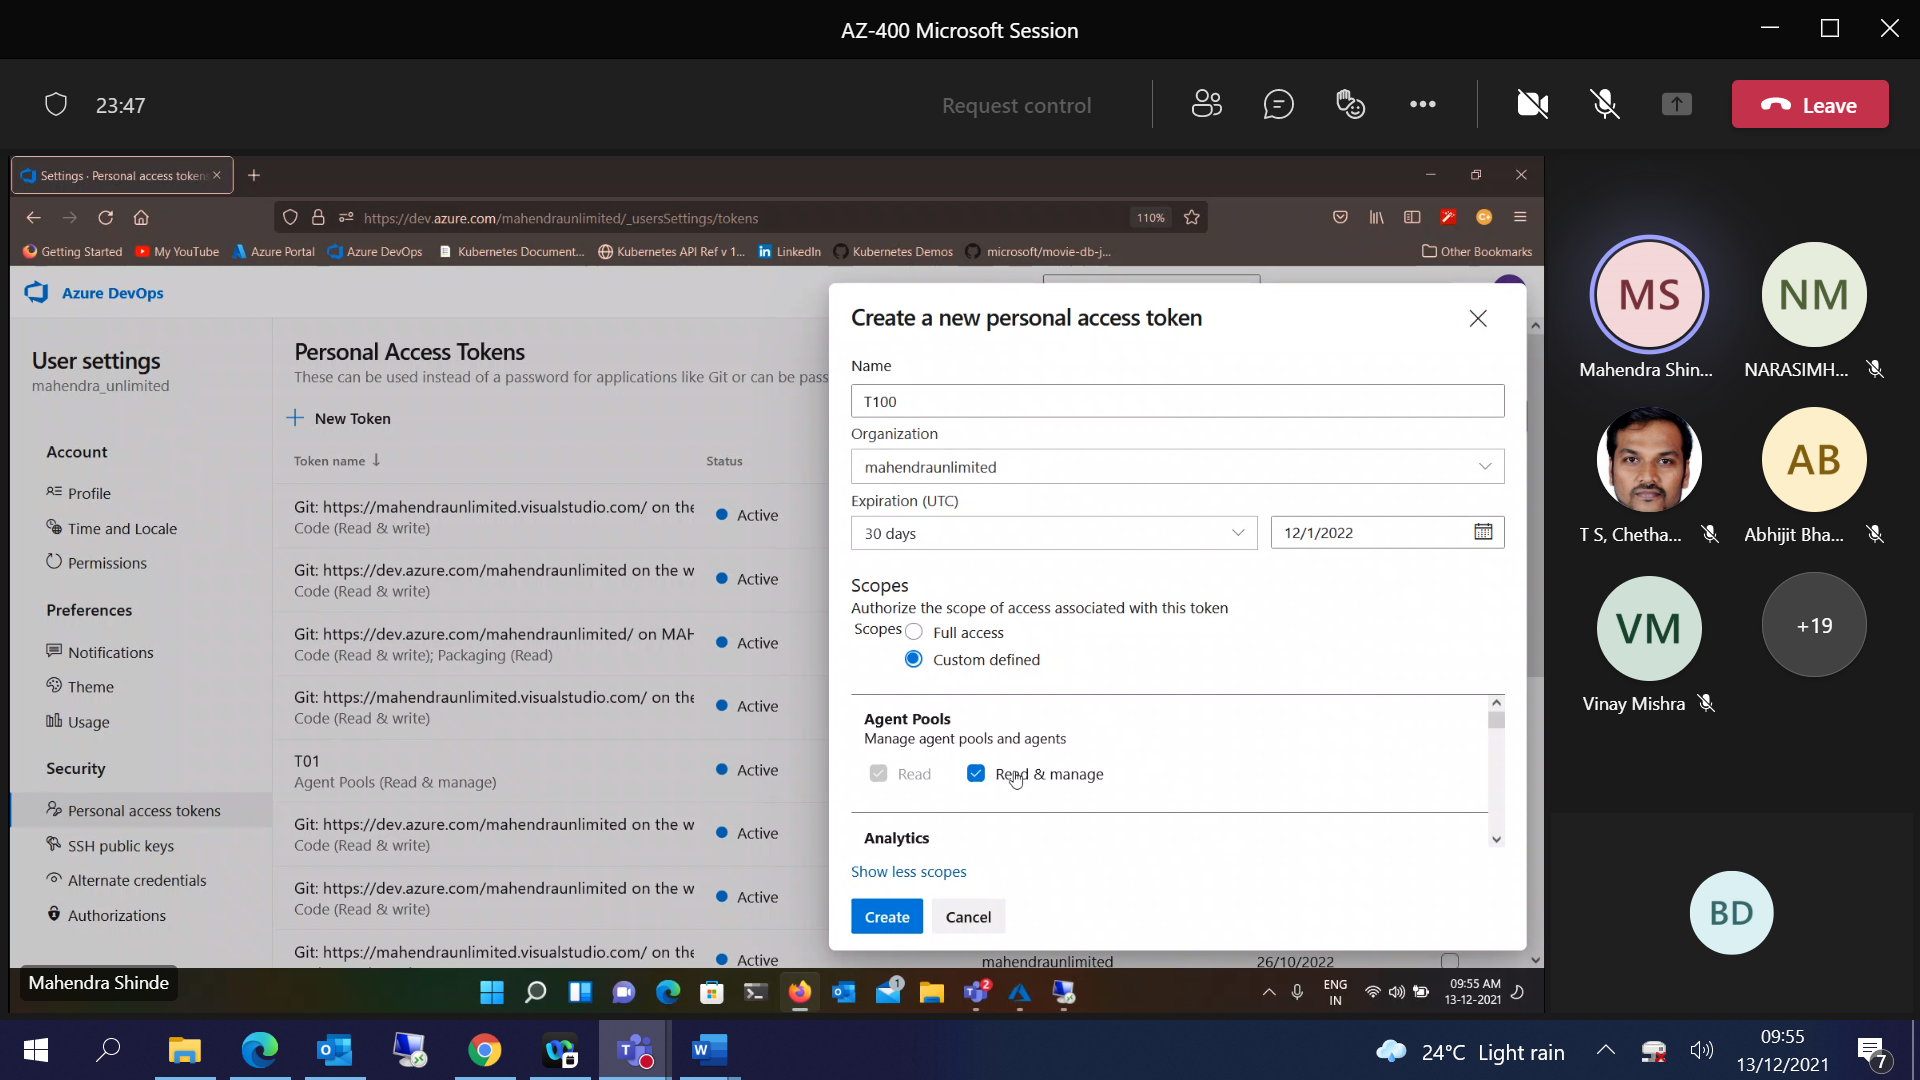 AZ-400 Microsoft Session
23:47
Request control
Leave
Settings · Personal access token
https://dev.azure.com/mahendraunlimited/_usersSettings/tokens
110%
Getting Started
My YouTube
Azure Portal
Azure DevOps
Kubernetes Document...
Kubernetes API Ref v 1...
LinkedIn
Kubernetes Demos
microsoft/movie-db-j...
Other Bookmarks
Azure DevOps
User settings
mahendra_unlimited
Account
Profile
Time and Locale
Permissions
Preferences
Notifications
Theme
Usage
Security
Personal access tokens
SSH public keys
Alternate credentials
Authorizations
Personal Access Tokens
These can be used instead of a password for applications like Git or can be pass
New Token
Token name ↓
Status
Git: https://mahendraunlimited.visualstudio.com/ on the
Code (Read & write)
Active
Git: https://dev.azure.com/mahendraunlimited on the w
Code (Read & write)
Active
Git: https://dev.azure.com/mahendraunlimited/ on MAH
Code (Read & write); Packaging (Read)
Active
Git: https://mahendraunlimited.visualstudio.com/ on the
Code (Read & write)
Active
T01
Agent Pools (Read & manage)
Active
Git: https://dev.azure.com/mahendraunlimited on the w
Code (Read & write)
Active
Git: https://dev.azure.com/mahendraunlimited on the w
Code (Read & write)
Active
Git: https://mahendraunlimited.visualstudio.com/ on the
Active
mahendraunlimited
26/10/2022
Create a new personal access token
Name
T100
Organization
mahendraunlimited
Expiration (UTC)
30 days
12/1/2022
Scopes
Authorize the scope of access associated with this token
Scopes
Full access
Custom defined
Agent Pools
Manage agent pools and agents
Read
Read & manage
Analytics
Show less scopes
Create
Cancel
Mahendra Shinde
1
2
ENG
IN
09:55 AM
13-12-2021
MS
Mahendra Shin...
NM
NARASIMH...
T S, Chetha...
AB
Abhijit Bha...
VM
Vinay Mishra
+19
BD
24°C Light rain
09:55
13/12/2021
7